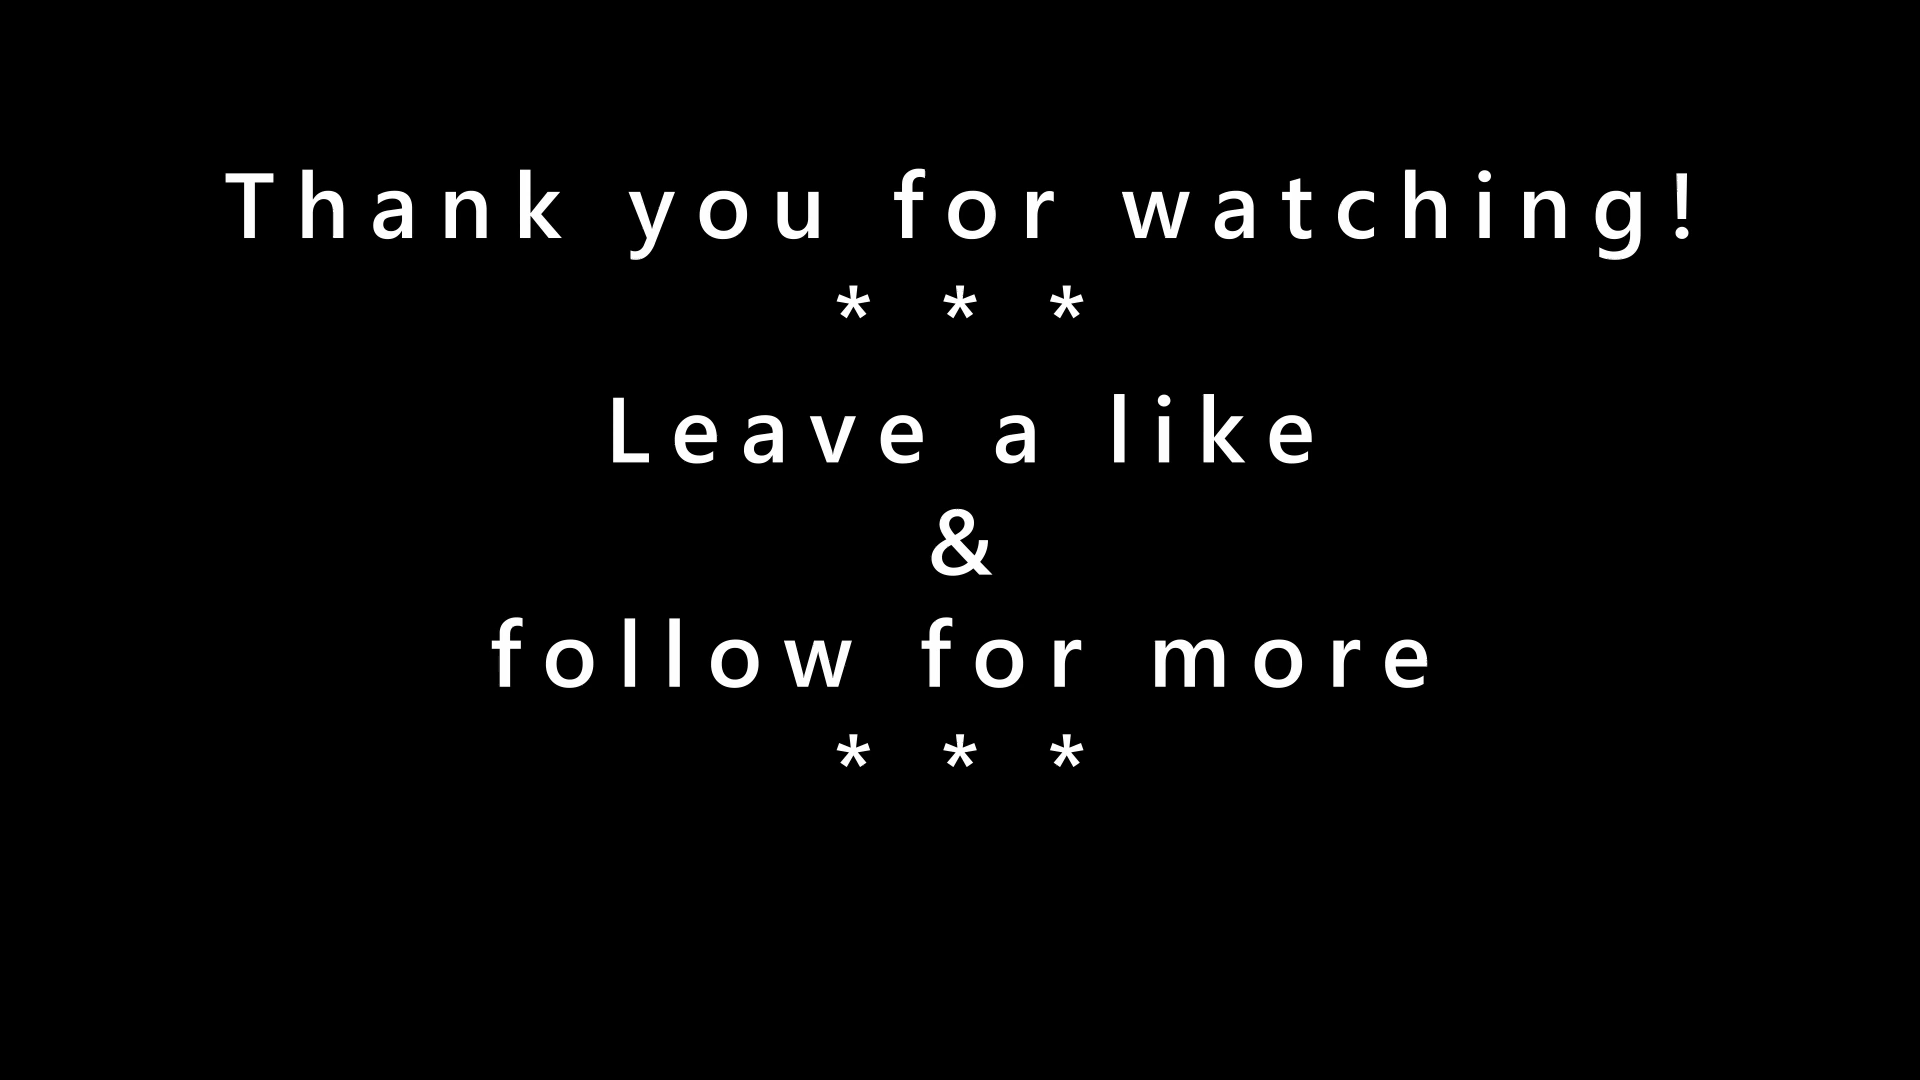 Thank you for watching!
* * *
Leave a like
&
follow for more
* * *